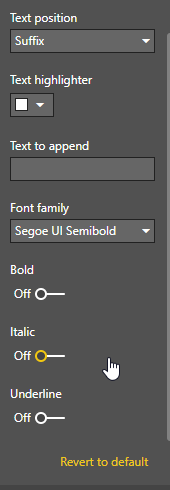 Text position
Suffix
Text highlighter
Text to append
Font family
Segoe UI Semibold
Bold
Off
Italic
Off
Underline
Off
Revert to default